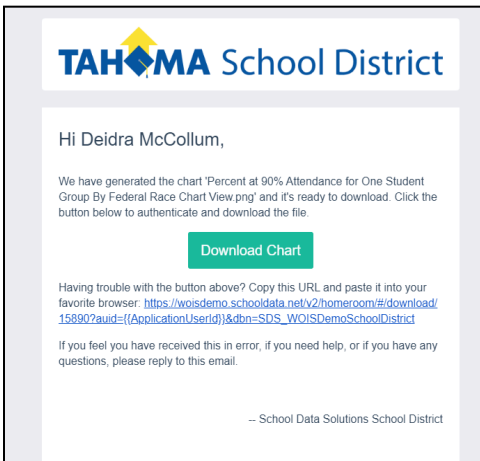 TAHOMA School District
Hi Deidra McCollum,
We have generated the chart 'Percent at 90% Attendance for One Student
Group By Federal Race Chart View.png' and it's ready to download. Click the
button below to authenticate and download the file.
Download Chart
Having trouble with the button above? Copy this URL and paste it into your
favorite browser: https://woisdemo.schooldata.net/v2/homeroom/#/download/
15890?auid={{ApplicationUserId}}&dbn=SDS_WOISDemoSchoolDistrict
If you feel you have received this in error, if you need help, or if you have any
questions, please reply to this email.
-- School Data Solutions School District